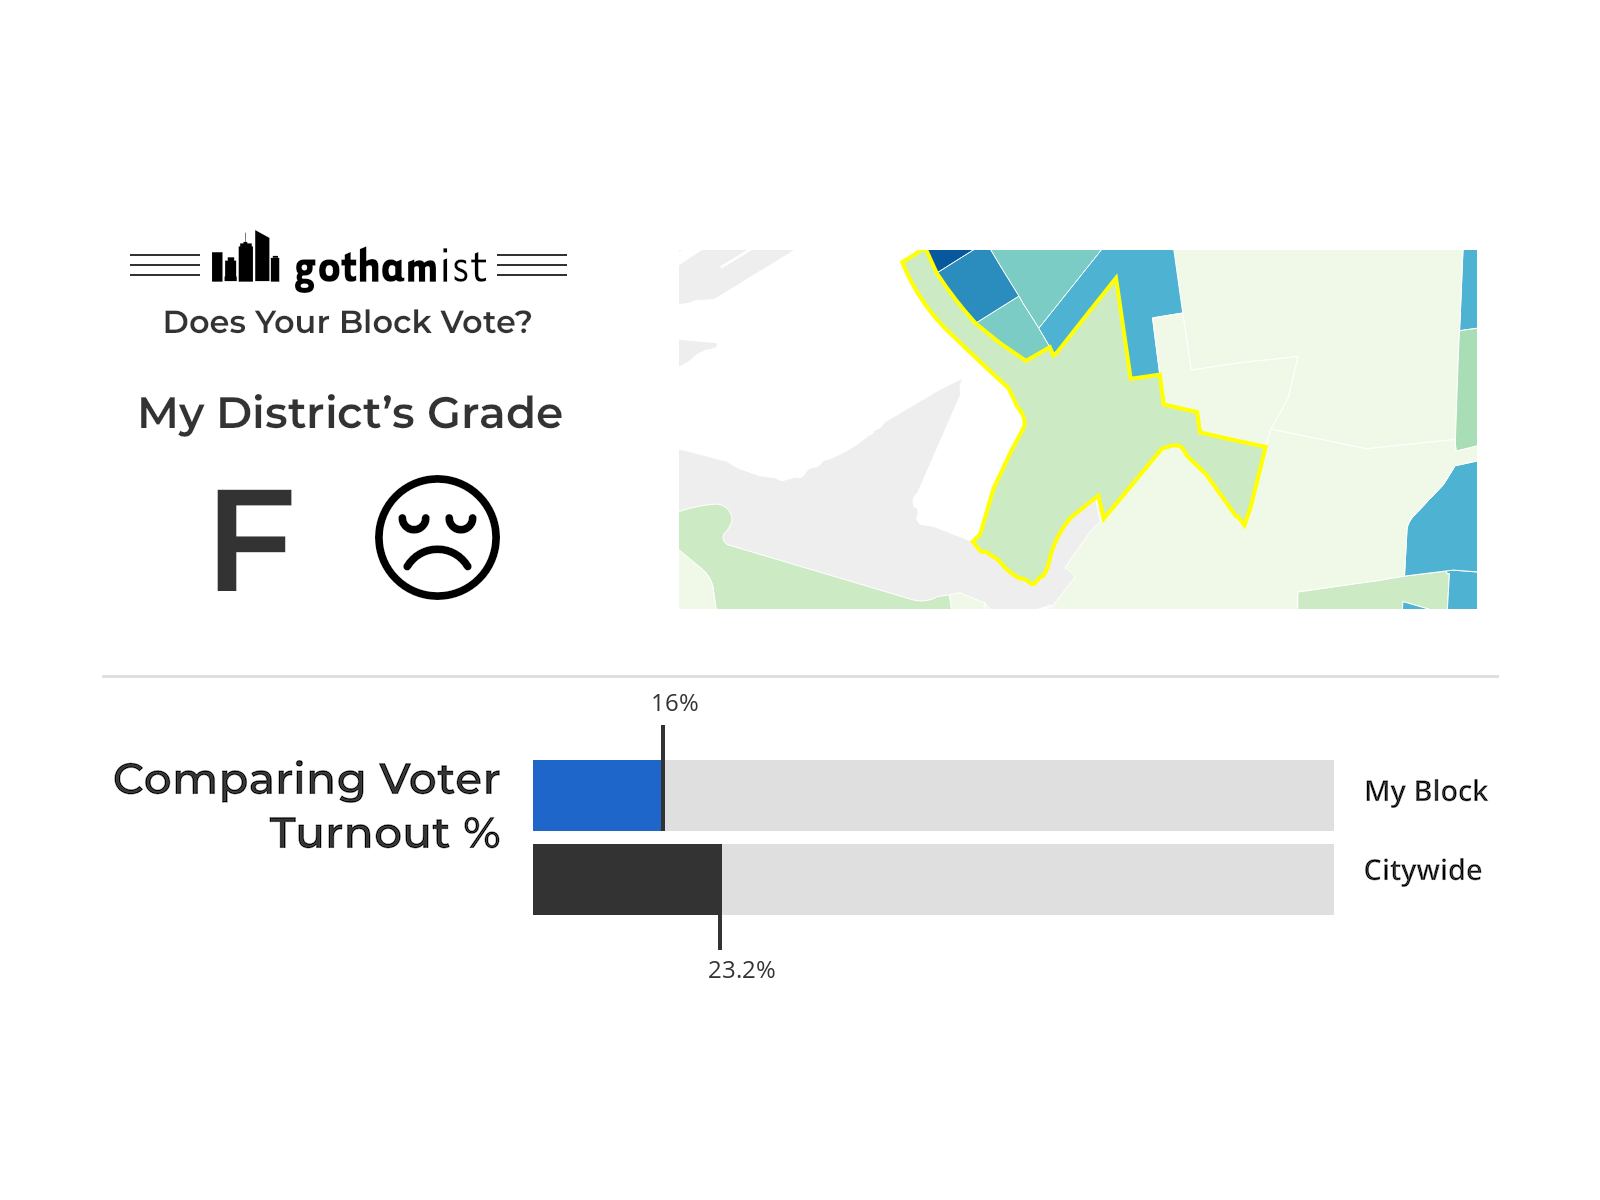 gothamist
Does Your Block Vote?
My District's Grade
F
16%
Comparing Voter
Turnout %
My Block
Citywide
23.2%